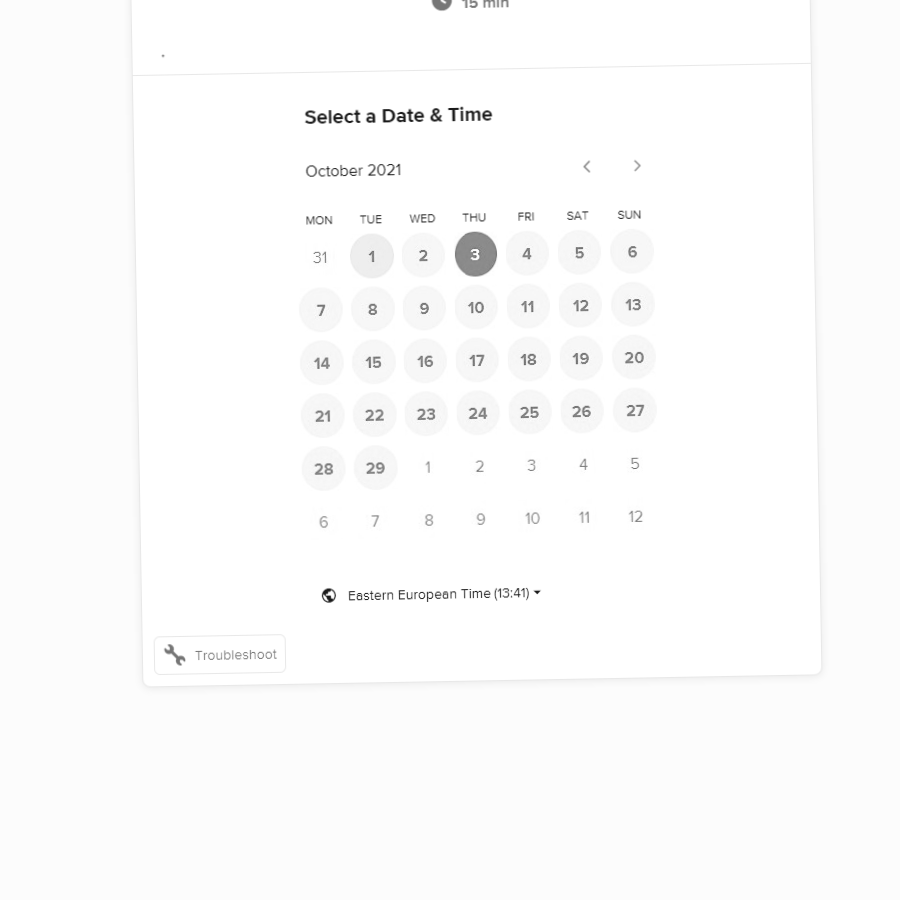 15 min
.
Select a Date & Time
October 2021
MON TUE WED THU FRI SAT SUN
31 1 2 3 4 5 6
7 8 9 10 11 12 13
14 15 16 17 18 19 20
21 22 23 24 25 26 27
28 29 1 2 3 4 5
6 7 8 9 10 11 12
Eastern European Time (13:41)
Troubleshoot